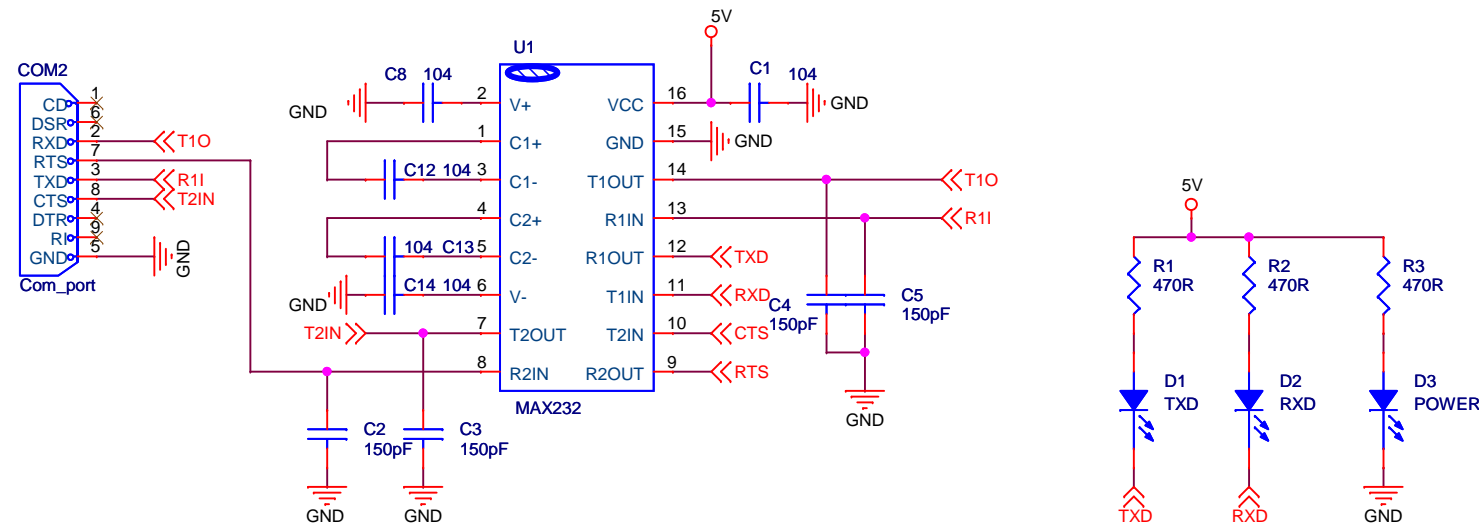 COM2
CD 1
DSR 6
RXD 2
T1O
RTS 7
TXD 3
R1I
CTS 8
T2IN
DTR 4
RI 9
GND 5
GND
Com_port
U1
MAX232
C8 104
GND
2 V+
1 C1+
C12 104
3 C1-
4 C2+
104 C13
5 C2-
GND
C14 104
6 V-
T2IN
7 T2OUT
8 R2IN
C2
150pF
GND
C3
150pF
GND
5V
VCC 16
C1 104
GND
GND 15
GND
T1OUT 14
T1O
R1IN 13
R1I
R1OUT 12
TXD
T1IN 11
RXD
T2IN 10
CTS
R2OUT 9
RTS
C4
150pF
C5
150pF
GND
5V
R1
470R
R2
470R
R3
470R
D1
TXD
D2
RXD
D3
POWER
TXD
RXD
GND